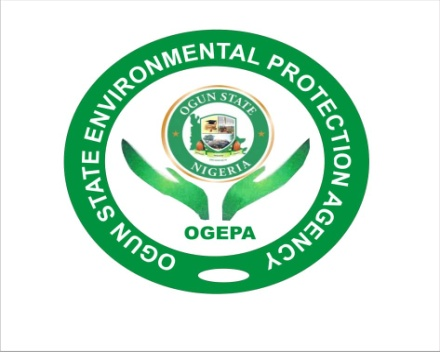 OGUN STATE ENVIRONMENTAL PROTECTION AGENCY
OGUN STATE
NIGERIA
OGEPA